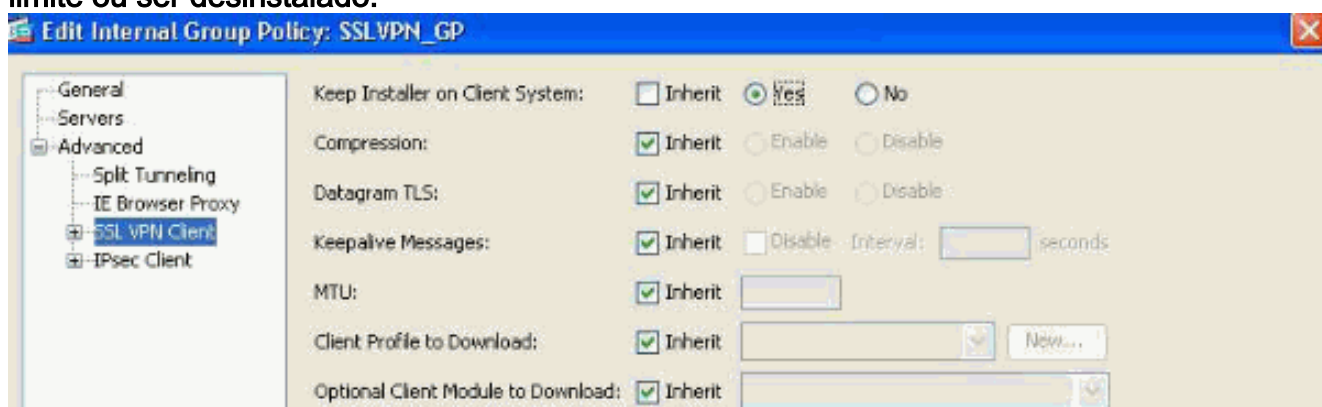 limite ou ser desinstalado.
Edit Internal Group Policy: SSLVPN_GP
General
Servers
Advanced
Split Tunneling
IE Browser Proxy
SSL VPN Client
IPsec Client
Keep Installer on Client System: Inherit Yes No
Compression: Inherit Enable Disable
Datagram TLS: Inherit Enable Disable
Keepalive Messages: Inherit Disable Interval: seconds
MTU: Inherit
Client Profile to Download: Inherit New...
Optional Client Module to Download: Inherit